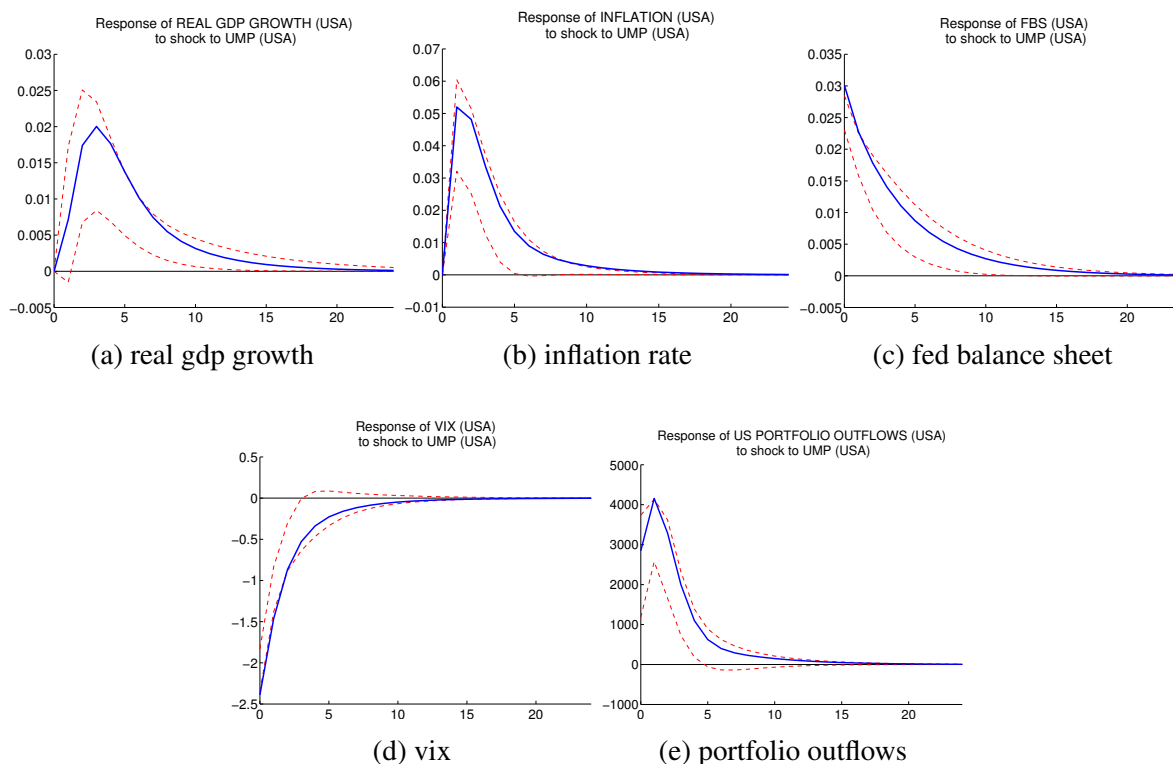 Response of REAL GDP GROWTH (USA)
to shock to UMP (USA)
0.03
0.025
0.02
0.015
0.01
0.005
0
−0.005
0 5 10 15 20
(a) real gdp growth
Response of INFLATION (USA)
to shock to UMP (USA)
0.07
0.06
0.05
0.04
0.03
0.02
0.01
0
−0.01
0 5 10 15 20
(b) inflation rate
Response of FBS (USA)
to shock to UMP (USA)
0.035
0.03
0.025
0.02
0.015
0.01
0.005
0
−0.005
0 5 10 15 20
(c) fed balance sheet
Response of VIX (USA)
to shock to UMP (USA)
0.5
0
−0.5
−1
−1.5
−2
−2.5
0 5 10 15 20
(d) vix
Response of US PORTFOLIO OUTFLOWS (USA)
to shock to UMP (USA)
5000
4000
3000
2000
1000
0
−1000
0 5 10 15 20
(e) portfolio outflows